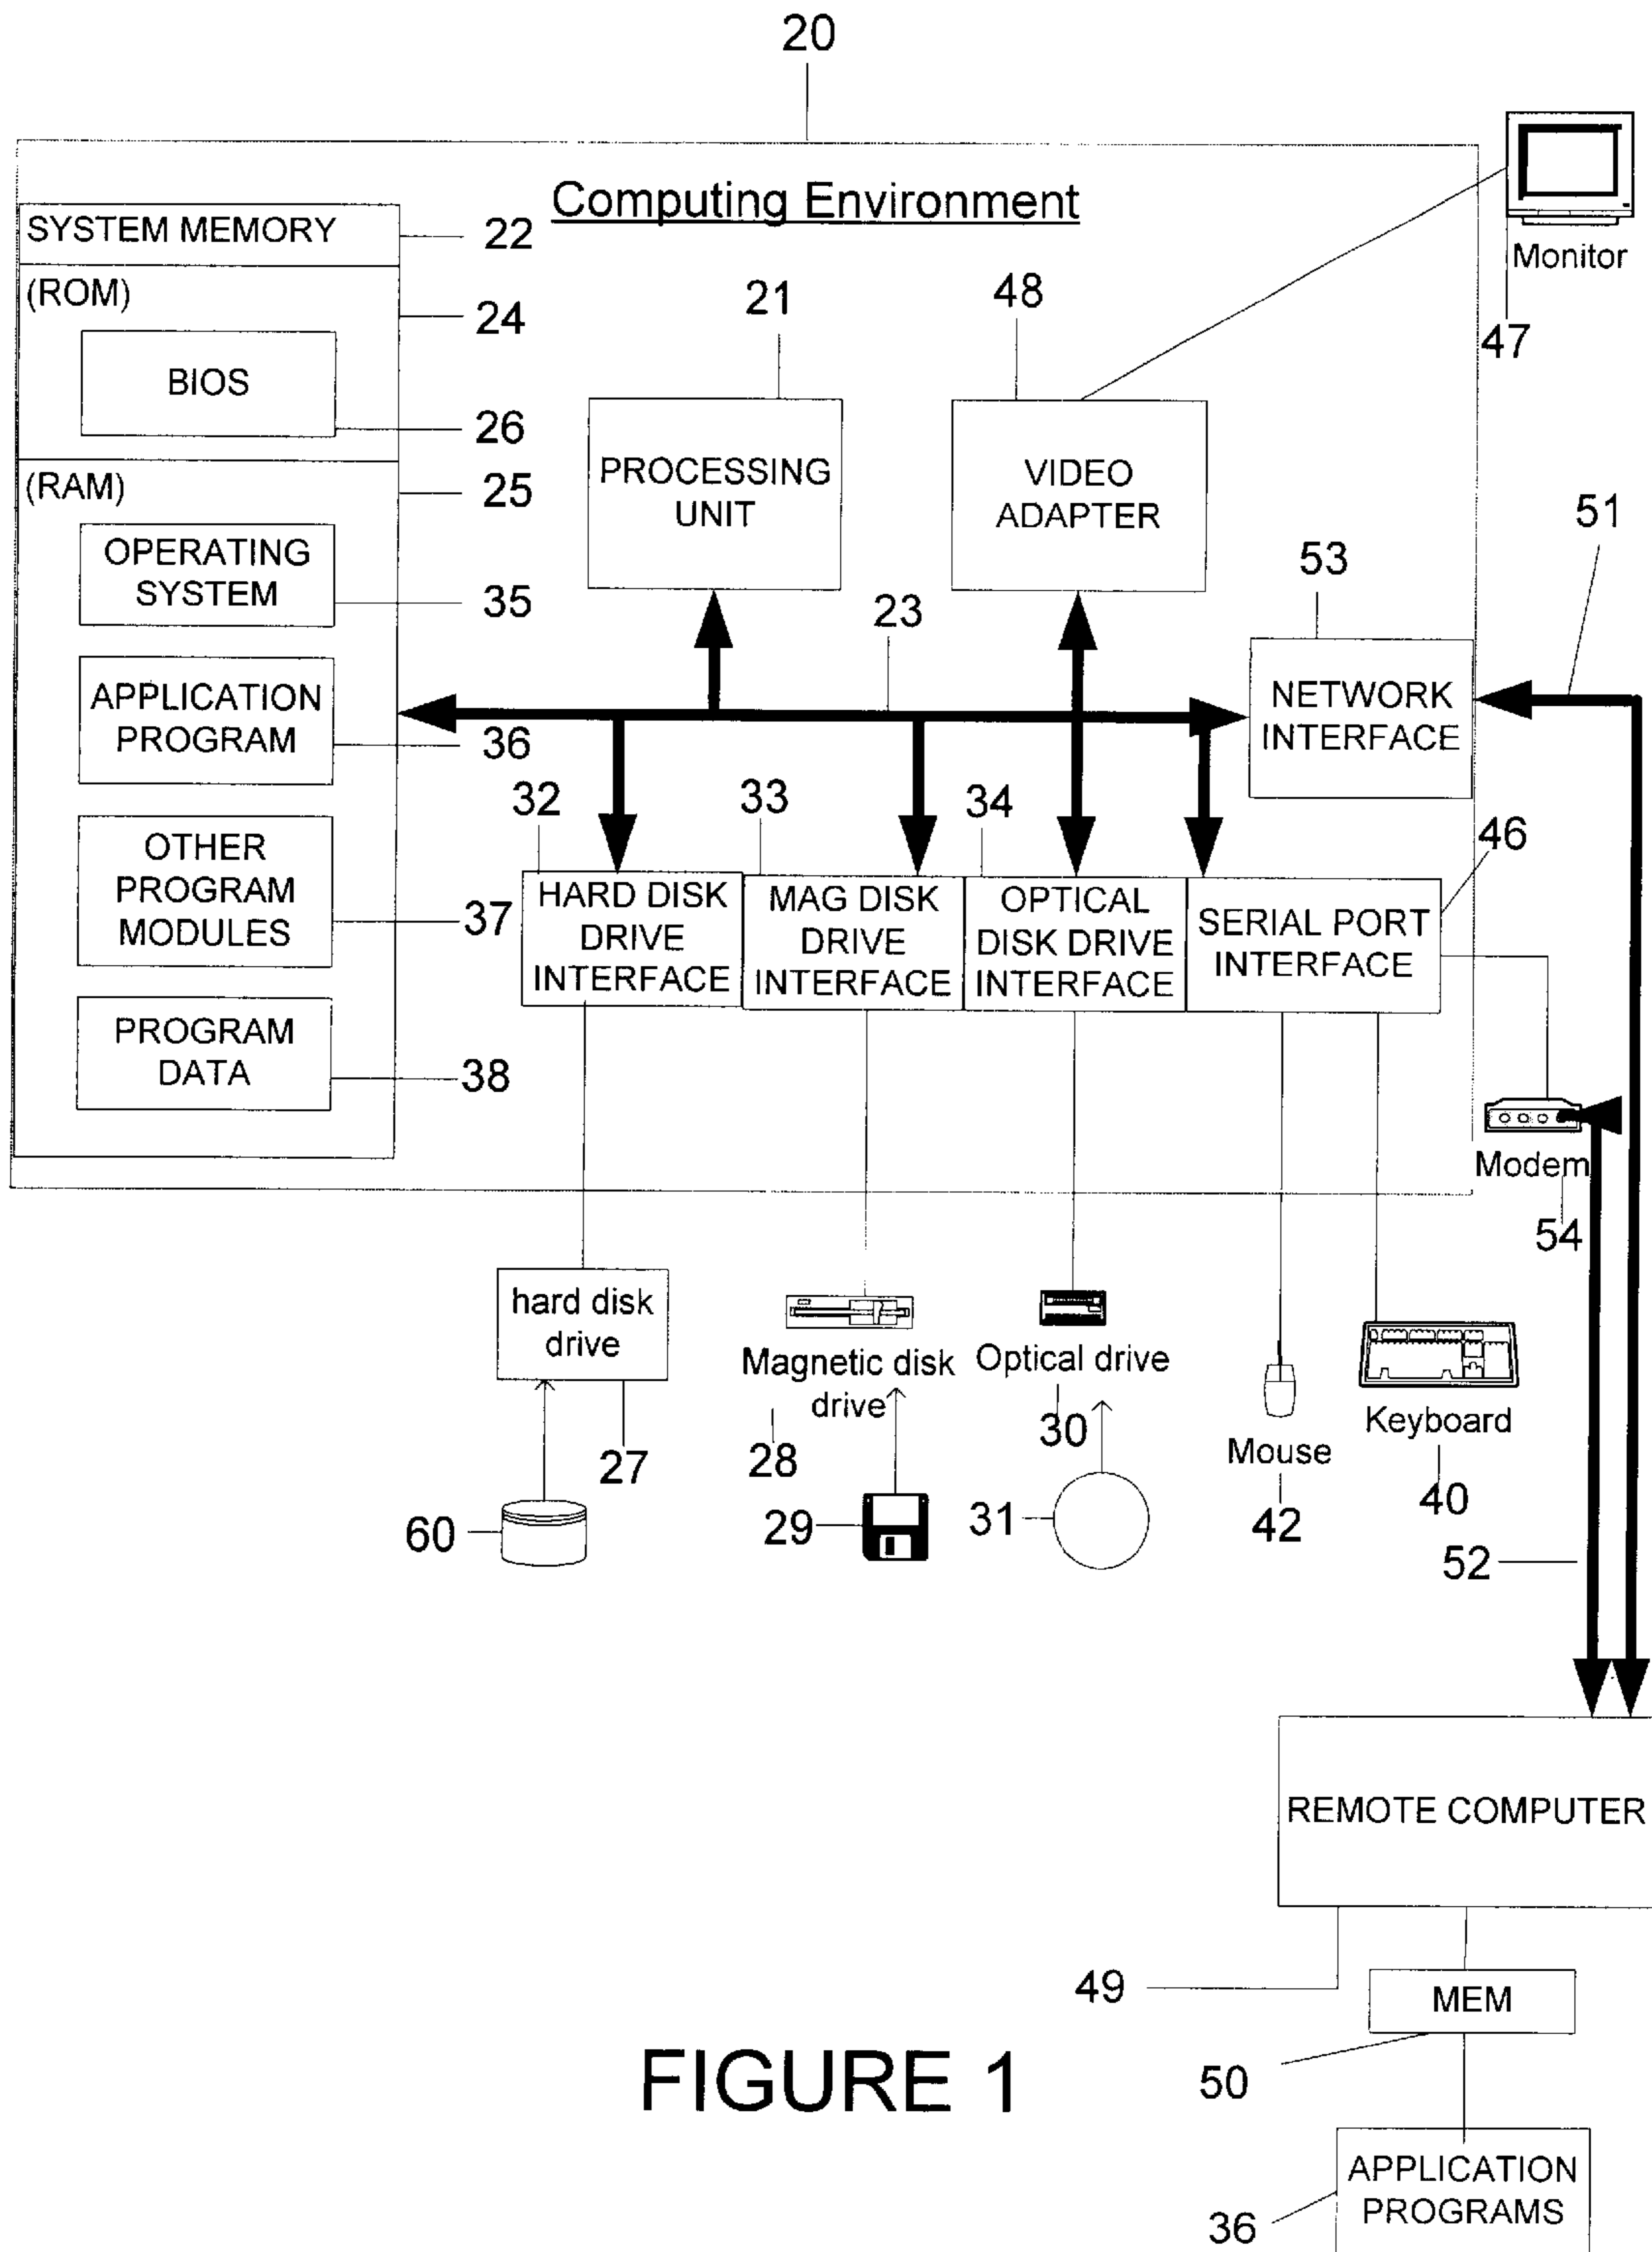 20
Computing Environment
Monitor
47
SYSTEM MEMORY
22
(ROM)
24
BIOS
26
(RAM)
25
OPERATING
SYSTEM
35
APPLICATION
PROGRAM
36
OTHER
PROGRAM
MODULES
37
PROGRAM
DATA
38
21
PROCESSING
UNIT
48
VIDEO
ADAPTER
23
53
NETWORK
INTERFACE
51
32
HARD DISK
DRIVE
INTERFACE
33
MAG DISK
DRIVE
INTERFACE
34
OPTICAL
DISK DRIVE
INTERFACE
46
SERIAL PORT
INTERFACE
Modem
54
hard disk
drive
27
60
Magnetic disk
drive
28
29
Optical drive
30
31
Mouse
42
Keyboard
40
52
REMOTE COMPUTER
49
MEM
50
APPLICATION
PROGRAMS
36
FIGURE 1